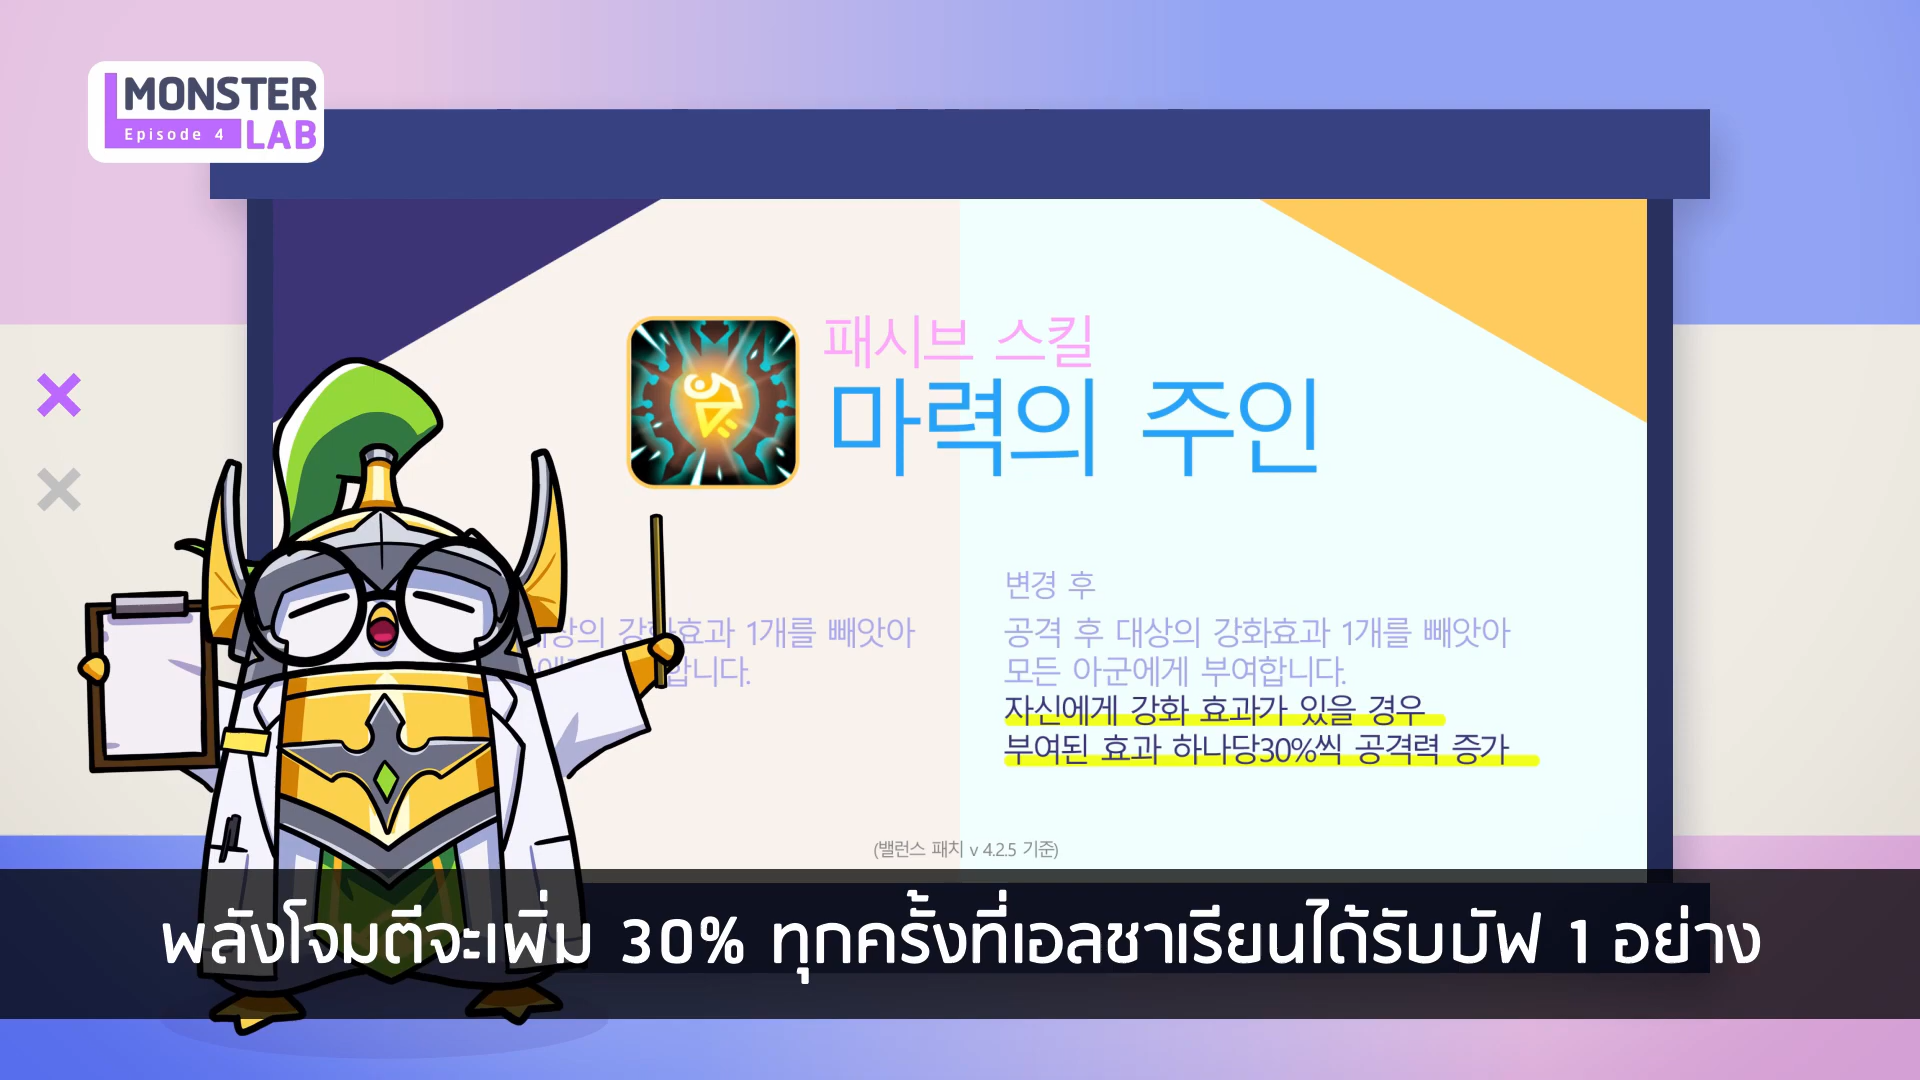 MONSTER
Episode 4
LAB
패시브 스킬
마력의 주인
강화효과 1개를 빼앗아
변경 후
공격 후 대상의 강화효과 1개를 빼앗아
모든 아군에게 부여합니다.
자신에게 강화 효과가 있을 경우
부여된 효과 하나당30%씩 공격력 증가
(밸런스 패치 v 4.2.5 기준)
พลังโจมตีจะเพิ่ม 30% ทุกครั้งที่เอลชาเรียนได้รับบัฟ 1 อย่าง